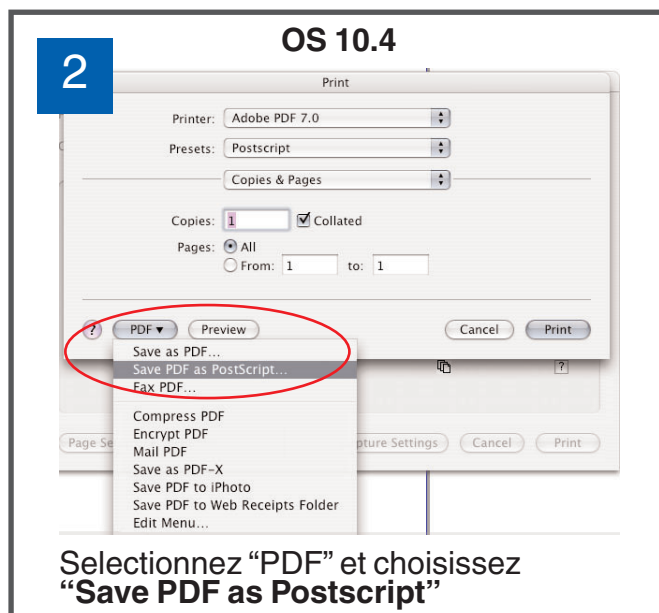 OS 10.4
2
Print
Printer: Adobe PDF 7.0
Presets: Postscript
Copies & Pages
Copies: 1 Collated
Pages: All
From: 1 to: 1
? PDF Preview Cancel Print
Save as PDF...
Save PDF as PostScript...
Fax PDF...
?
Compress PDF
Encrypt PDF
Mail PDF
Page Se pture Settings Cancel Print
Save as PDF-X
Save PDF to iPhoto
Save PDF to Web Receipts Folder
Edit Menu...
Selectionnez “PDF” et choisissez
“Save PDF as Postscript”